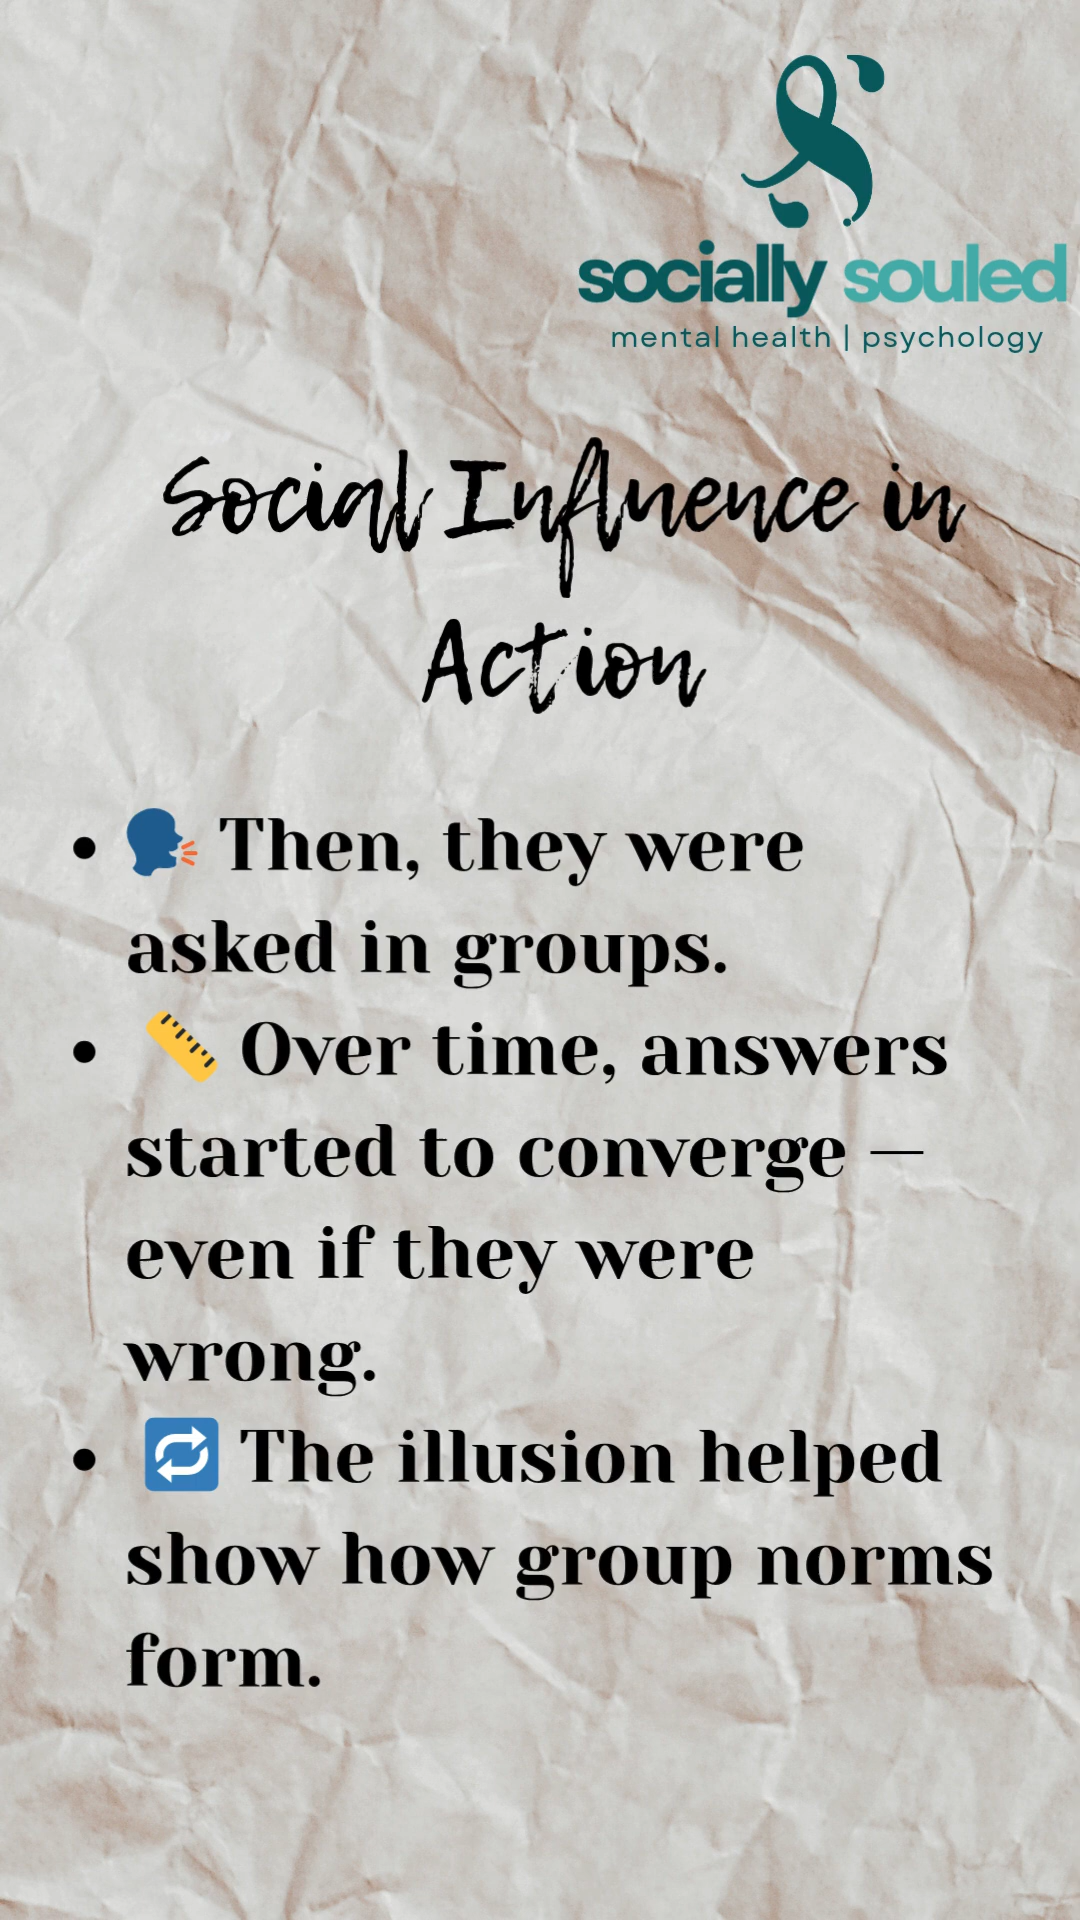 socially souled
mental health | psychology
Social Influence in
Action
• 🗣️ Then, they were
asked in groups.
• 📏 Over time, answers
started to converge —
even if they were
wrong.
• 🔁 The illusion helped
show how group norms
form.